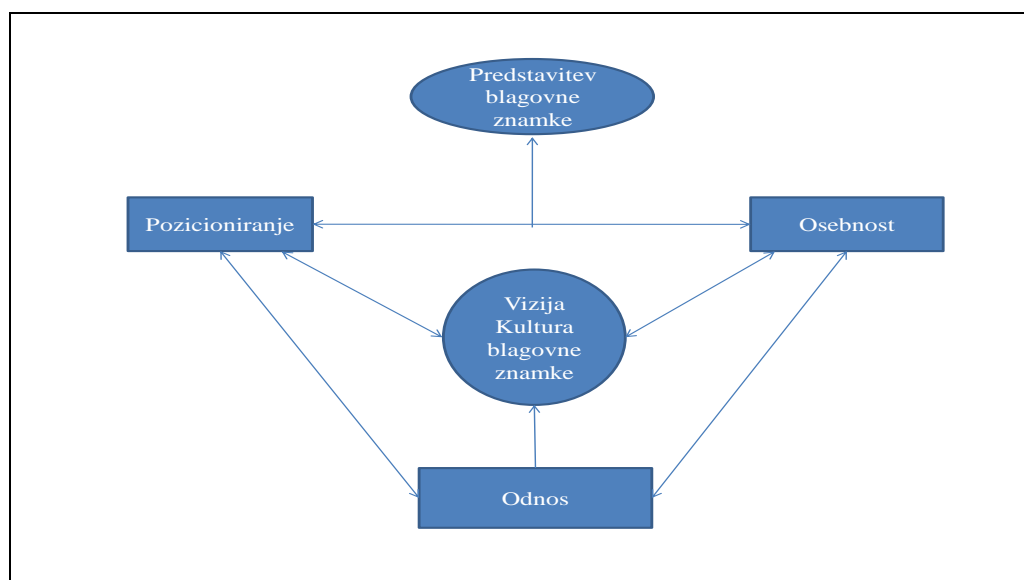 Predstavitev
blagovne
znamke
Pozicioniranje
Osebnost
Vizija
Kultura
blagovne
znamke
Odnos